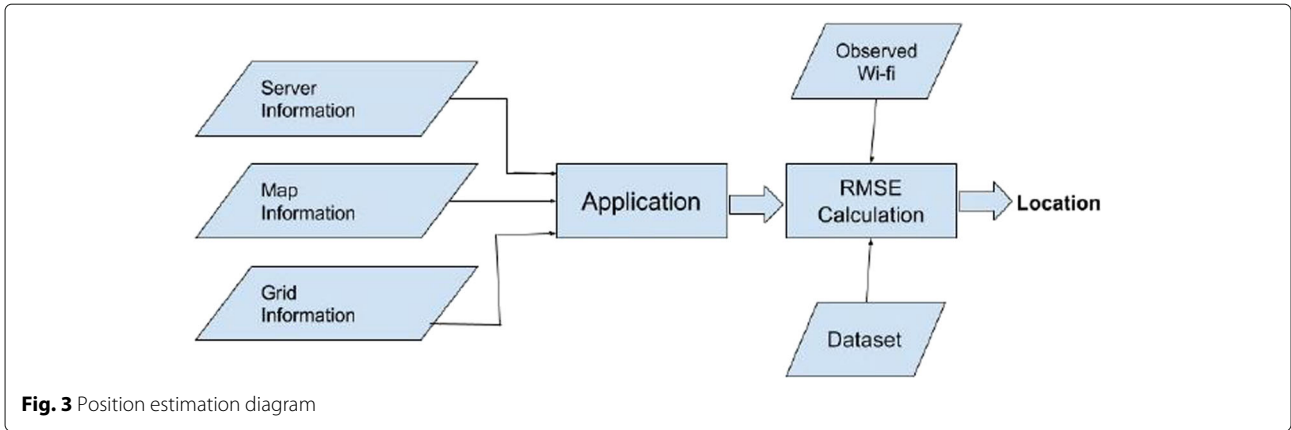 Server
Information
Map
Information
Grid
Information
Application
Observed
Wi-fi
RMSE
Calculation
Dataset
Location
Fig. 3 Position estimation diagram